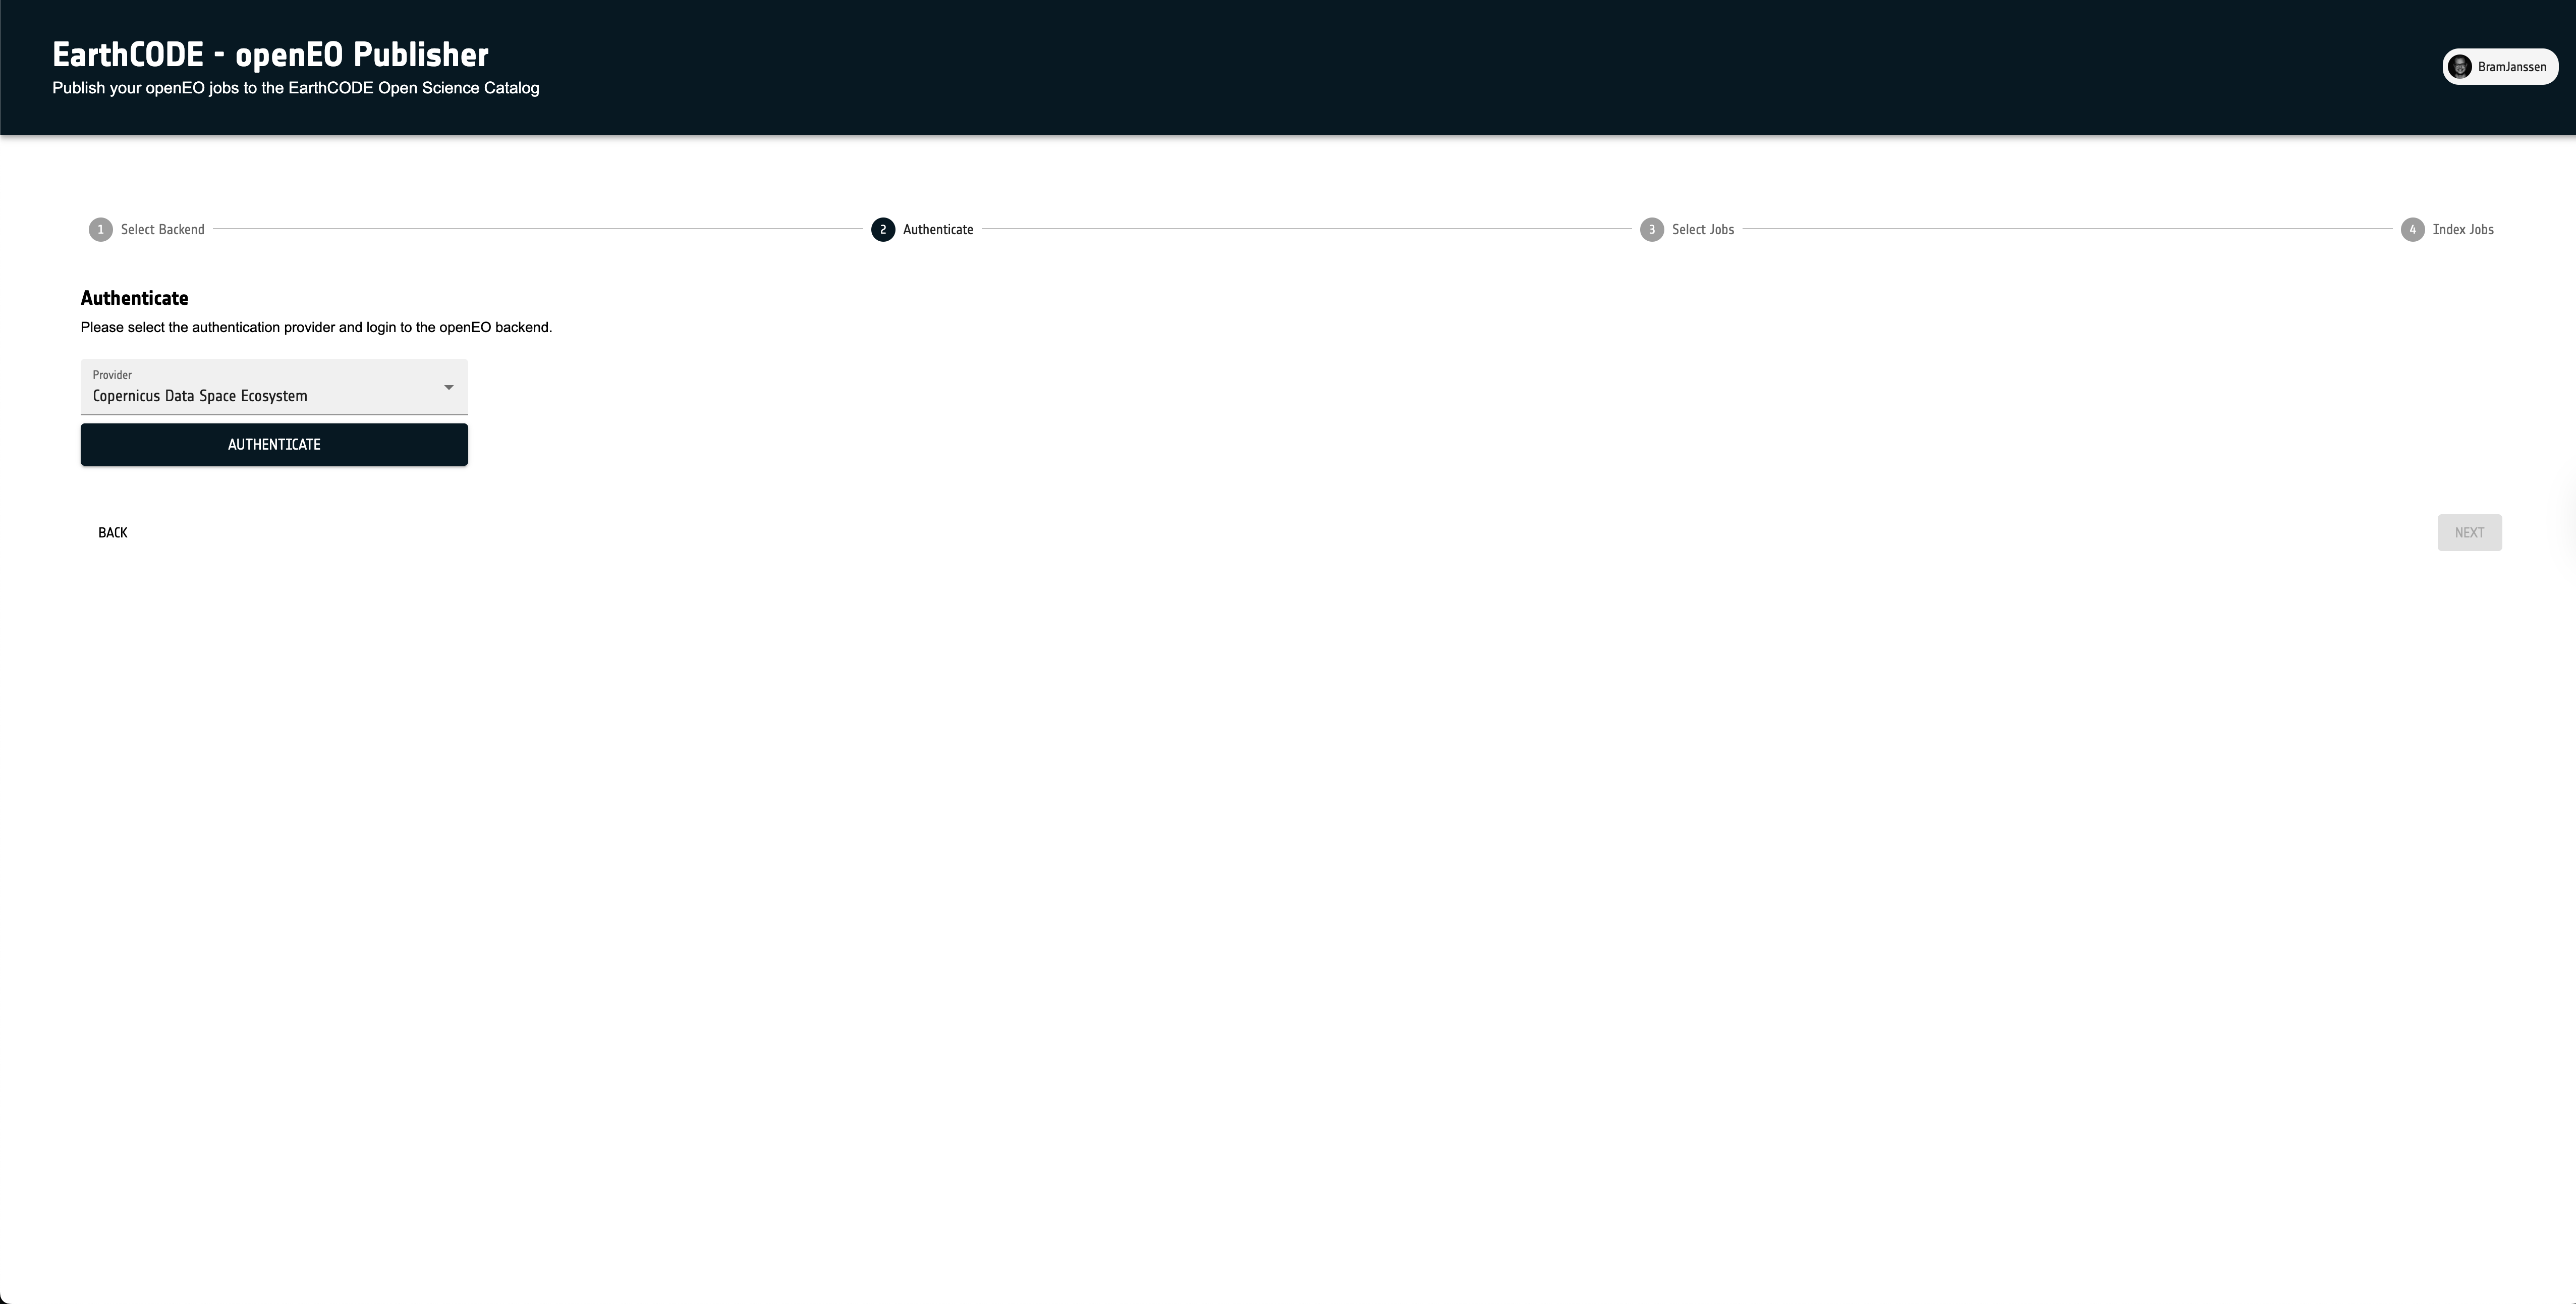 EarthCODE - openEO Publisher
Publish your openEO jobs to the EarthCODE Open Science Catalog
BramJanssen
1 Select Backend
2 Authenticate
3 Select Jobs
4 Index Jobs
Authenticate
Please select the authentication provider and login to the openEO backend.
Provider
Copernicus Data Space Ecosystem
AUTHENTICATE
BACK
NEXT